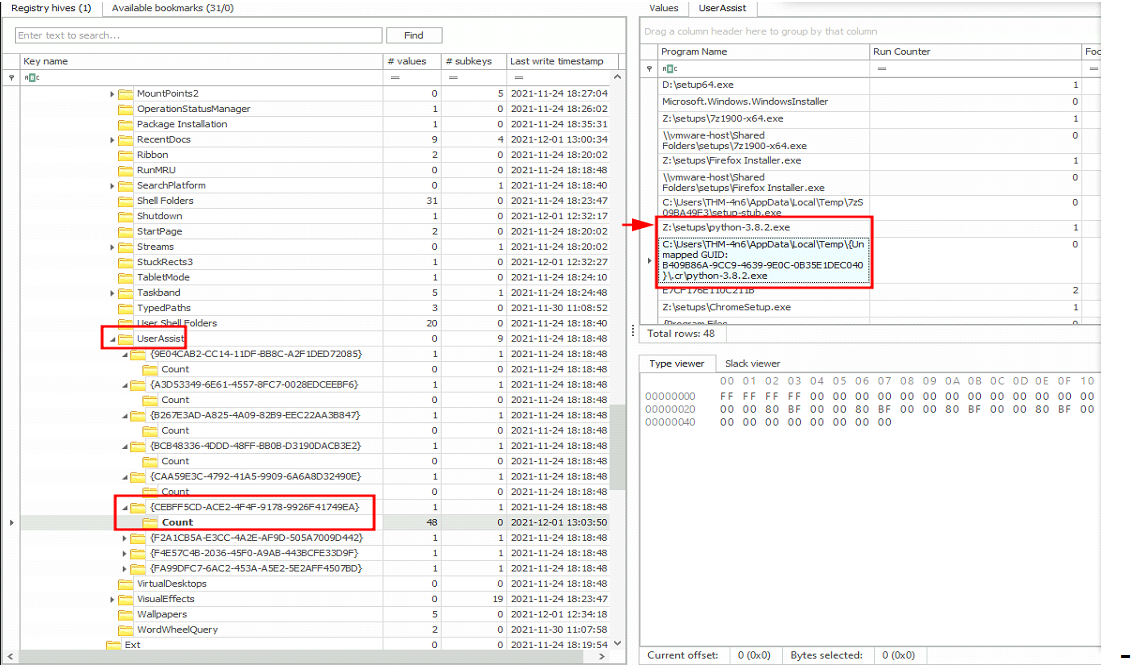 Registry hives (1) Available bookmarks (31/0)
Enter text to search... Find
Key name # values # subkeys Last write timestamp
= = =
MountPoints2 0 5 2021-11-24 18:27:04
OperationStatusManager 1 0 2021-11-24 18:26:02
Package Installation 1 0 2021-11-24 18:35:31
RecentDocs 9 4 2021-12-01 13:00:34
Ribbon 2 0 2021-11-24 18:20:02
RunMRU 0 0 2021-11-24 18:18:48
SearchPlatform 0 1 2021-11-24 18:18:40
Shell Folders 31 0 2021-11-24 18:23:47
Shutdown 1 0 2021-12-01 12:32:17
StartPage 2 0 2021-11-24 18:20:02
Streams 0 1 2021-11-24 18:20:02
StuckRects3 1 0 2021-12-01 12:32:27
TabletMode 1 0 2021-11-24 18:24:10
Taskband 5 1 2021-11-24 18:24:48
TypedPaths 3 0 2021-11-30 11:08:52
User Shell Folders 20 0 2021-11-24 18:18:40
UserAssist 0 9 2021-11-24 18:18:48
{9E04CAB2-CC14-11DF-BB8C-A2F1DED72085} 1 1 2021-11-24 18:18:48
Count 0 0 2021-11-24 18:18:48
{A3D53349-6E61-4557-8FC7-0028EDCEEBF6} 1 1 2021-11-24 18:18:48
Count 0 0 2021-11-24 18:18:48
{B267E3AD-A825-4A09-82B9-EEC22AA3B847} 1 1 2021-11-24 18:18:48
Count 0 0 2021-11-24 18:18:48
{BCB48336-4DDD-48FF-BB0B-D3190DACB3E2} 1 1 2021-11-24 18:18:48
Count 0 0 2021-11-24 18:18:48
{CAA59E3C-4792-41A5-9909-6A6A8D32490E} 1 1 2021-11-24 18:18:48
Count 0 0 2021-11-24 18:18:48
{CEBFF5CD-ACE2-4F4F-9178-9926F41749EA} 1 1 2021-11-24 18:18:48
Count 48 0 2021-12-01 13:03:50
{F2A1CB5A-E3CC-4A2E-AF9D-505A7009D442} 1 1 2021-11-24 18:18:48
{F4E57C4B-2036-45F0-A9AB-443BCFE33D9F} 1 1 2021-11-24 18:18:48
{FA99DFC7-6AC2-453A-A5E2-5E2AFF4507BD} 1 1 2021-11-24 18:18:48
VirtualDesktops 0 0 2021-11-24 18:18:48
VisualEffects 0 19 2021-11-24 18:23:47
Wallpapers 5 0 2021-12-01 12:34:18
WordWheelQuery 2 0 2021-11-30 11:07:58
Ext 0 0 2021-11-24 18:19:54
Values UserAssist
Drag a column header here to group by that column
Program Name Run Counter Foc
= =
D:\setup64.exe 1
Microsoft.Windows.WindowsInstaller 0
Z:\setups\7z1900-x64.exe 1
\\vmware-host\Shared 0
Folders\setups\7z1900-x64.exe
Z:\setups\Firefox Installer.exe 1
\\vmware-host\Shared 0
Folders\setups\Firefox Installer.exe
C:\Users\THM-4n6\AppData\Local\Temp\7zS 0
09BA49F3\setup-stub.exe
Z:\setups\python-3.8.2.exe 1
C:\Users\THM-4n6\AppData\Local\Temp\{Un 0
mapped GUID:
B409B86A-9CC9-4639-9E0C-0B35E1DEC040
}\.cr\python-3.8.2.exe
E7CF176E110C211B 2
Z:\setups\ChromeSetup.exe 1
{Program Files 0
Total rows: 48
Type viewer Slack viewer
00 01 02 03 04 05 06 07 08 09 0A 0B 0C 0D 0E 0F 10
00000000 FF FF FF FF 00 00 00 00 00 00 00 00 00 00 00 00 00
00000020 00 00 80 BF 00 00 80 BF 00 00 80 BF 00 00 80 BF 00
00000040 00 00 00 00 00 00 00 00
Current offset: 0 (0x0) Bytes selected: 0 (0x0)